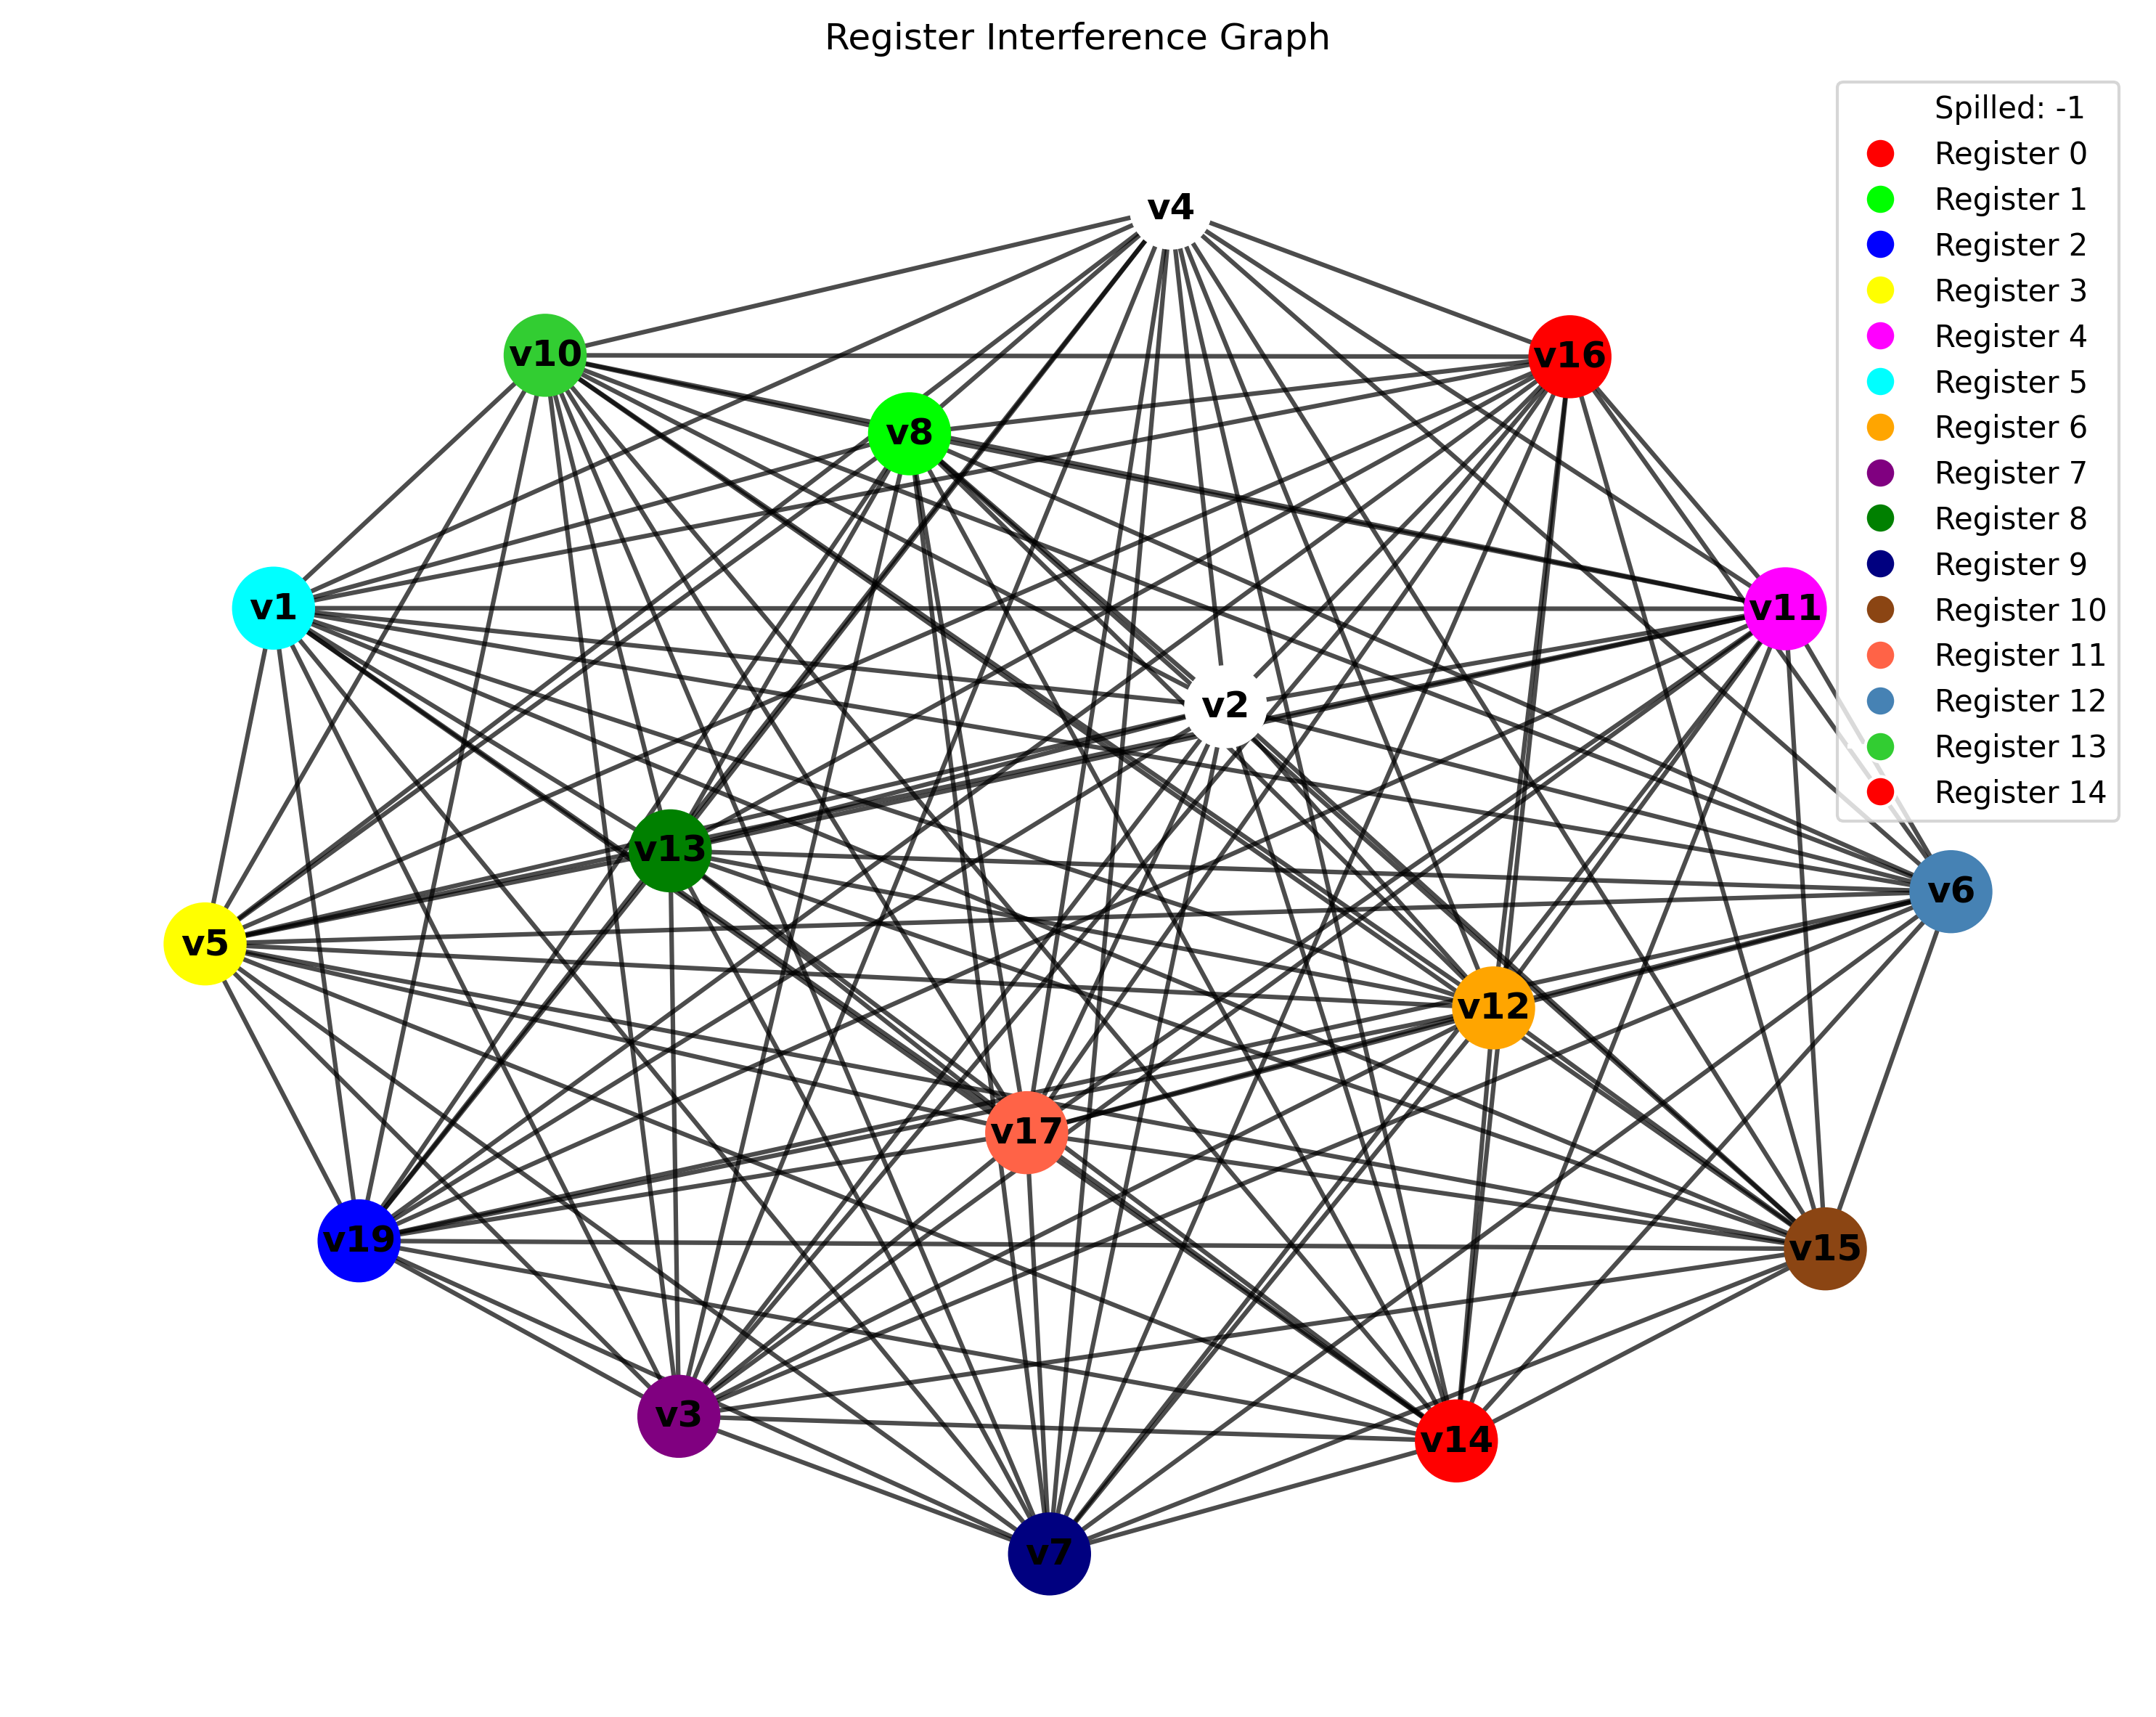 Register Interference Graph
Spilled: -1
Register 0
Register 1
Register 2
Register 3
Register 4
Register 5
Register 6
Register 7
Register 8
Register 9
Register 10
Register 11
Register 12
Register 13
Register 14
v4
v10
v16
v8
v1
v11
v2
v13
v6
v5
v12
v17
v19
v15
v3
v14
v7